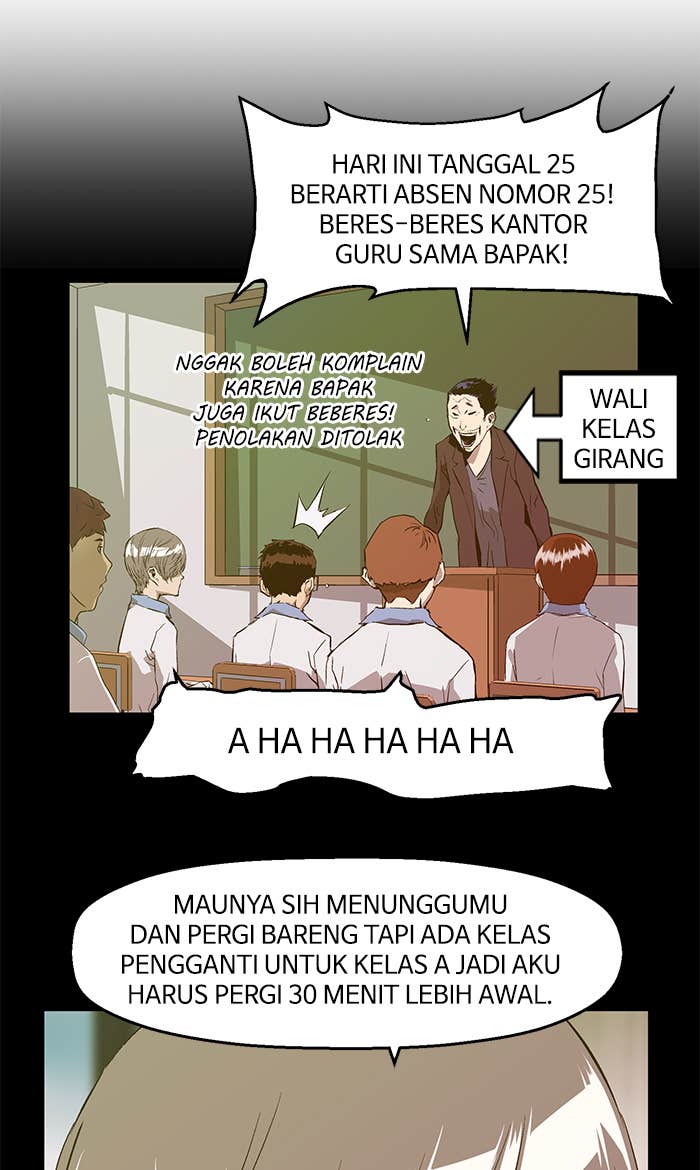 HARI INI TANGGAL 25
BERARTI ABSEN NOMOR 25!
BERES-BERES KANTOR
GURU SAMA BAPAK!
NGGAK BOLEH KOMPLAIN
KARENA BAPAK
JUGA IKUT BEBERES!
PENOLAKAN DITOLAK
WALI
KELAS
GIRANG
A HA HA HA HA HA
MAUNYA SIH MENUNGGUMU
DAN PERGI BARENG TAPI ADA KELAS
PENGGANTI UNTUK KELAS A JADI AKU
HARUS PERGI 30 MENIT LEBIH AWAL.